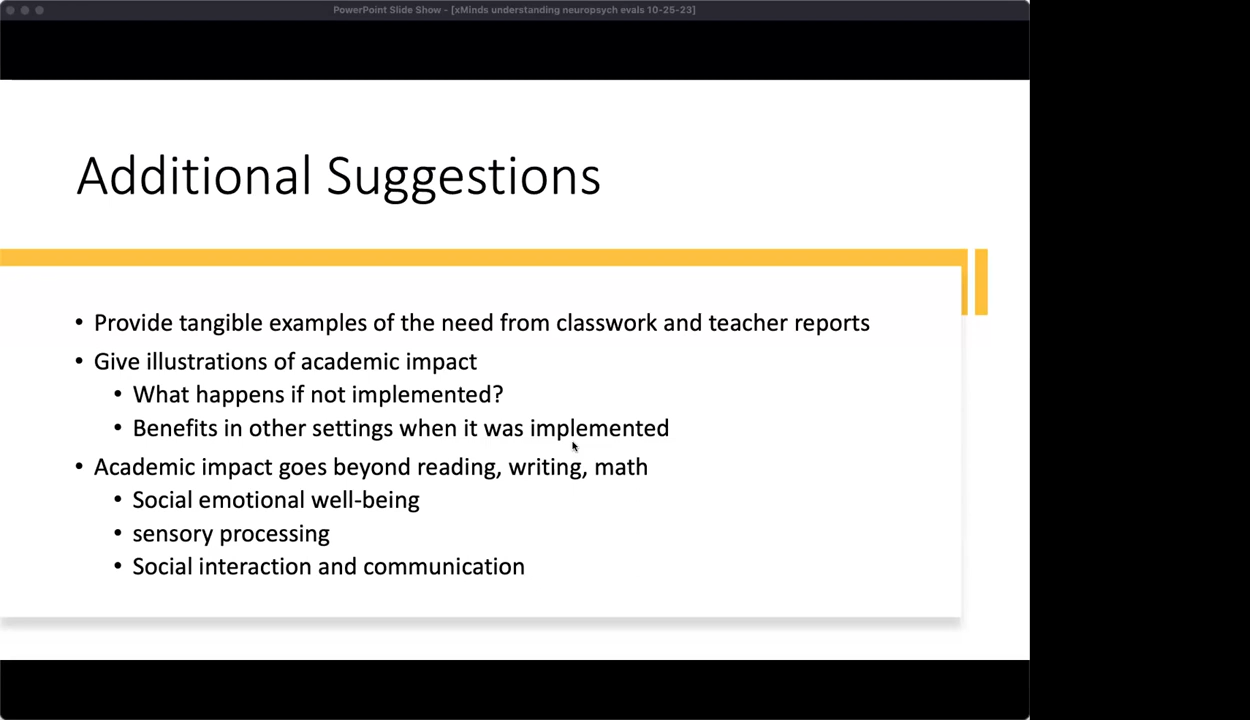 PowerPoint Slide Show - [xMinds understanding neuropsych evals 10-25-23]
Additional Suggestions
• Provide tangible examples of the need from classwork and teacher reports
• Give illustrations of academic impact
• What happens if not implemented?
• Benefits in other settings when it was implemented
• Academic impact goes beyond reading, writing, math
• Social emotional well-being
• sensory processing
• Social interaction and communication